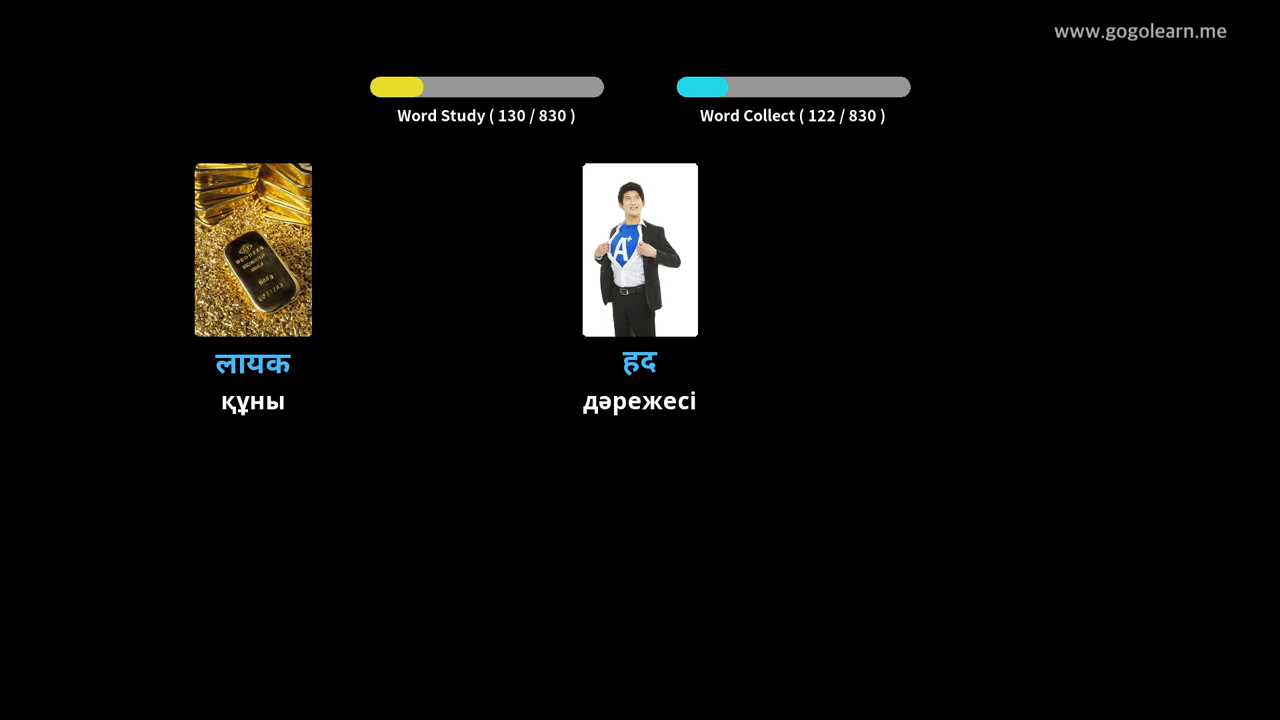 www.gogolearn.me
Word Study ( 130 / 830 )
Word Collect ( 122 / 830 )
A+
लायक
हद
құны
дәрежесі